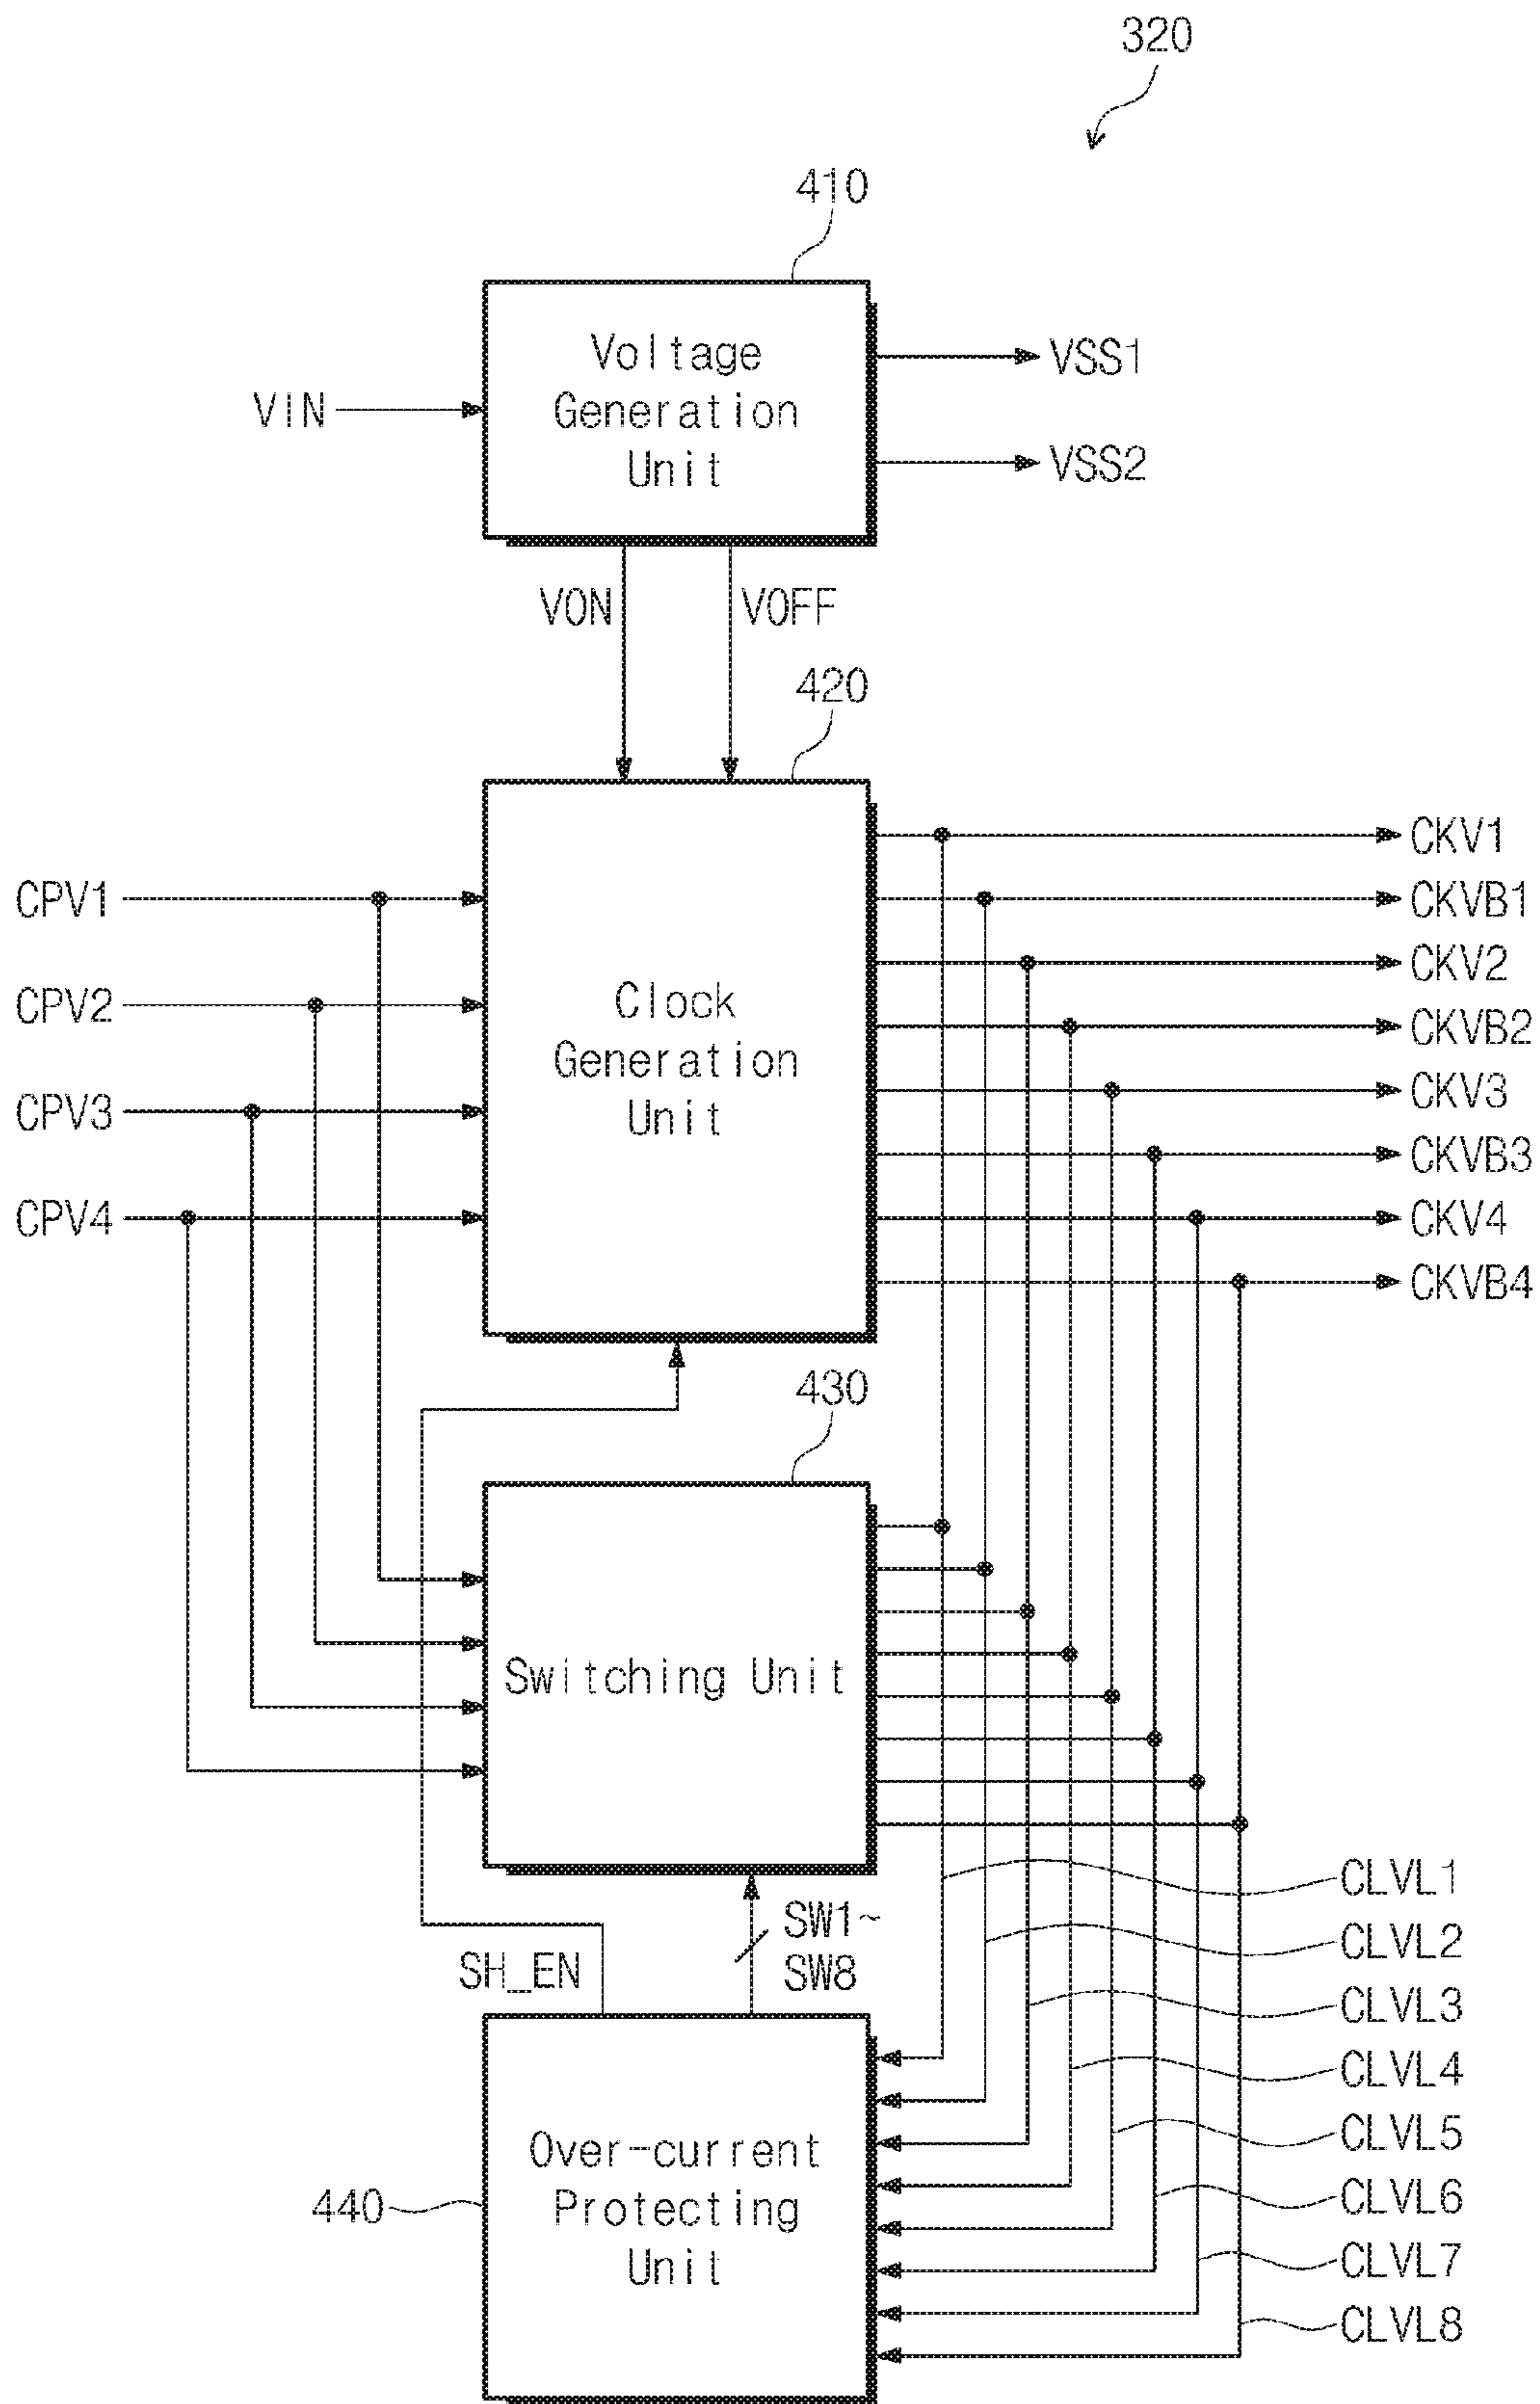 320
410
Voltage
Generation
Unit
VIN
VSS1
VSS2
VON
VOFF
420
CPV1
CPV2
CPV3
CPV4
Clock
Generation
Unit
CKV1
CKVB1
CKV2
CKVB2
CKV3
CKVB3
CKV4
CKVB4
430
Switching Unit
SH_EN
SW1~
SW8
CLVL1
CLVL2
CLVL3
CLVL4
CLVL5
CLVL6
CLVL7
CLVL8
440
Over-current
Protecting
Unit